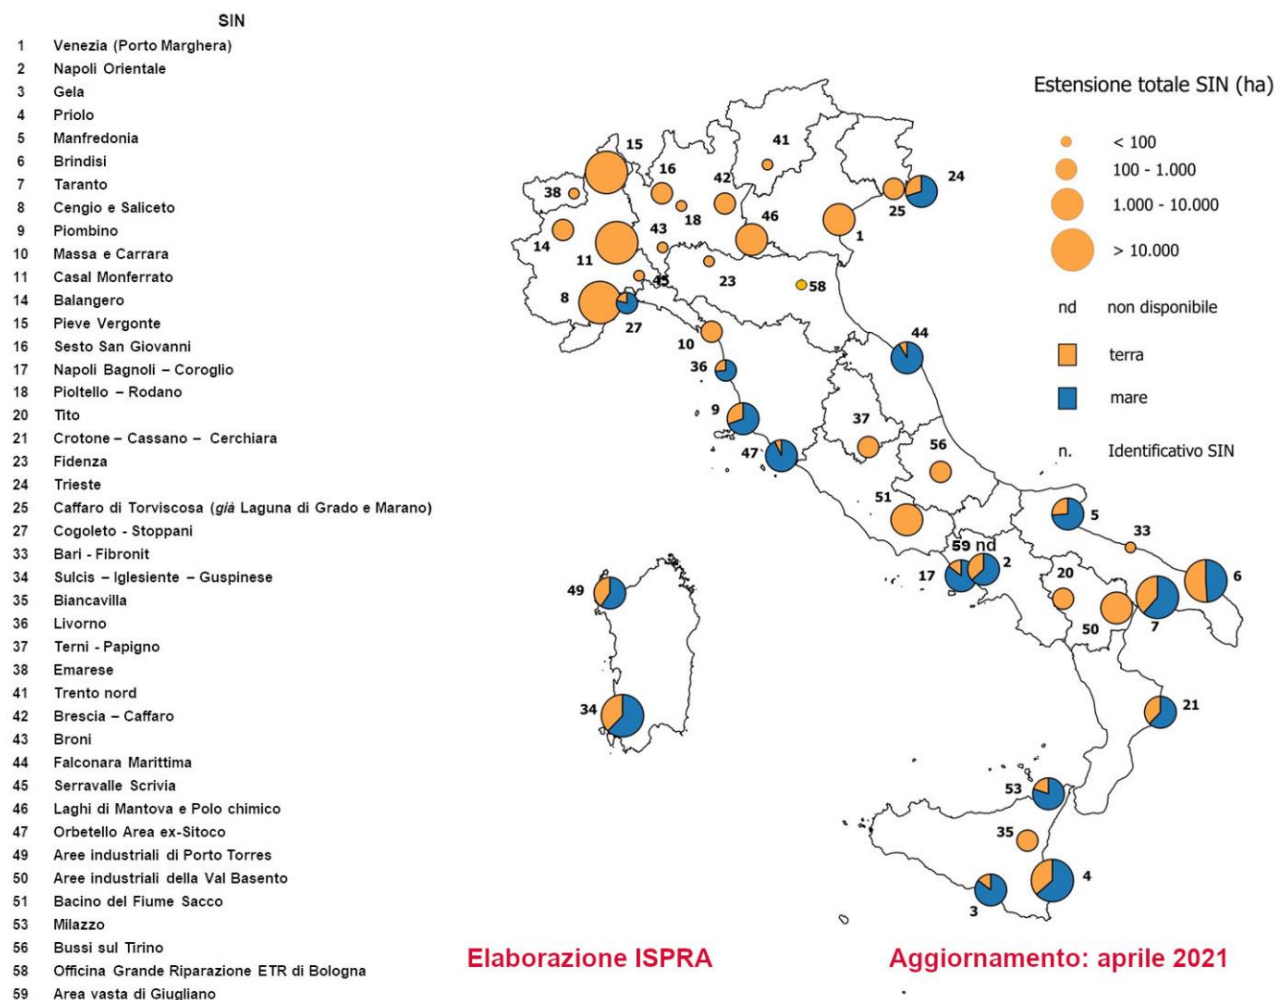 SIN
1 Venezia (Porto Marghera)
2 Napoli Orientale
3 Gela
4 Priolo
5 Manfredonia
6 Brindisi
7 Taranto
8 Cengio e Saliceto
9 Piombino
10 Massa e Carrara
11 Casal Monferrato
14 Balangero
15 Pieve Vergonte
16 Sesto San Giovanni
17 Napoli Bagnoli – Coroglio
18 Pioltello – Rodano
20 Tito
21 Crotone – Cassano – Cerchiara
23 Fidenza
24 Trieste
25 Caffaro di Torviscosa (già Laguna di Grado e Marano)
27 Cogoleto - Stoppani
33 Bari - Fibronit
34 Sulcis – Iglesiente – Guspinese
35 Biancavilla
36 Livorno
37 Terni - Papigno
38 Emarese
41 Trento nord
42 Brescia – Caffaro
43 Broni
44 Falconara Marittima
45 Serravalle Scrivia
46 Laghi di Mantova e Polo chimico
47 Orbetello Area ex-Sitoco
49 Aree industriali di Porto Torres
50 Aree industriali della Val Basento
51 Bacino del Fiume Sacco
53 Milazzo
56 Bussi sul Tirino
58 Officina Grande Riparazione ETR di Bologna
59 Area vasta di Giugliano
Estensione totale SIN (ha)
< 100
100 - 1.000
1.000 - 10.000
> 10.000
nd non disponibile
terra
mare
n. Identificativo SIN
15
41
16
42
24
38
18
46
25
14
43
1
11
45
23
58
8
27
10
44
36
9
37
56
47
51
5
33
59 nd
17
2
20
6
49
50
7
34
21
53
35
4
3
Elaborazione ISPRA
Aggiornamento: aprile 2021